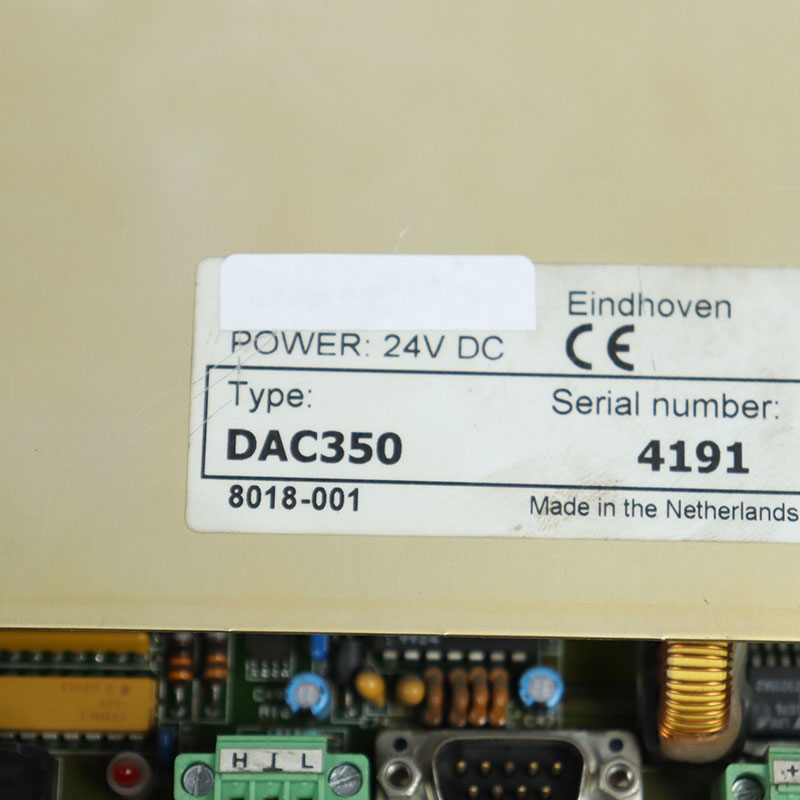 Eindhoven
POWER: 24V DC
CE
Type:
Serial number:
DAC350
4191
8018-001
Made in the Netherlands
H ⊥ L
+